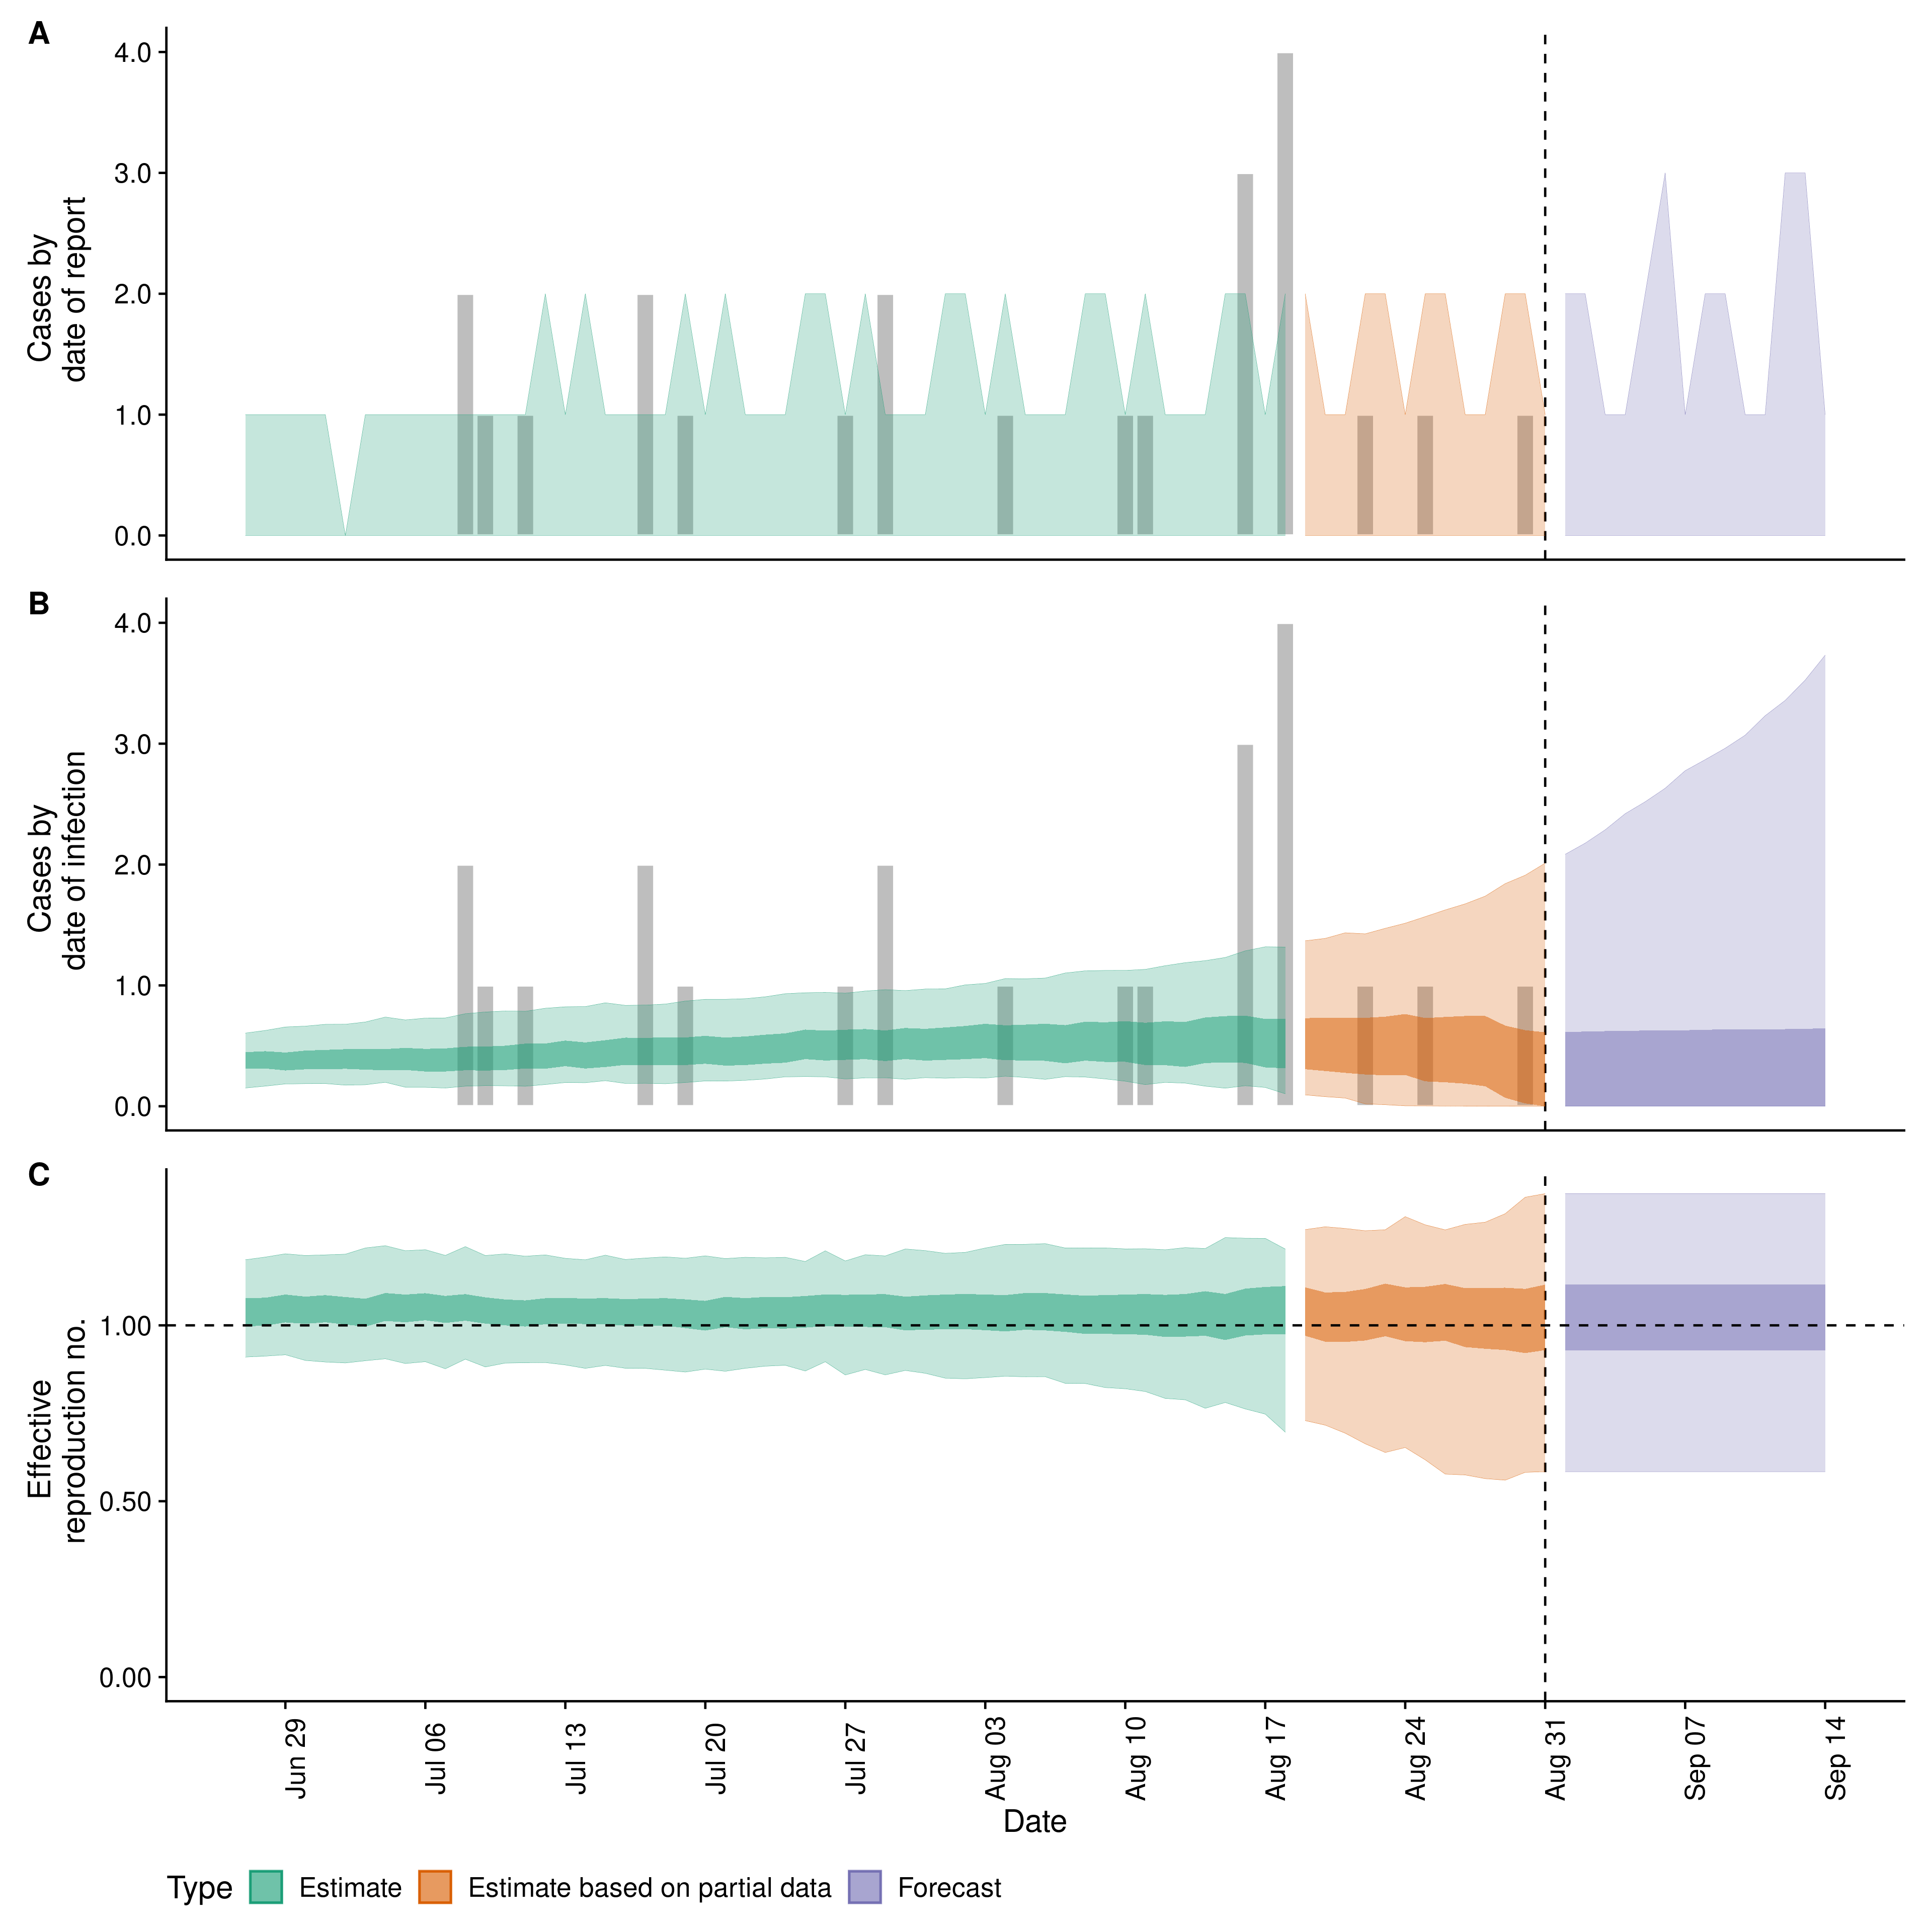 A
4.0
3.0
2.0
1.0
0.0
Cases by
date of report
B
4.0
3.0
2.0
1.0
0.0
Cases by
date of infection
C
1.00
0.50
0.00
Effective
reproduction no.
Jun 29
Jul 06
Jul 13
Jul 20
Jul 27
Aug 03
Aug 10
Aug 17
Aug 24
Aug 31
Sep 07
Sep 14
Date
Type Estimate Estimate based on partial data Forecast